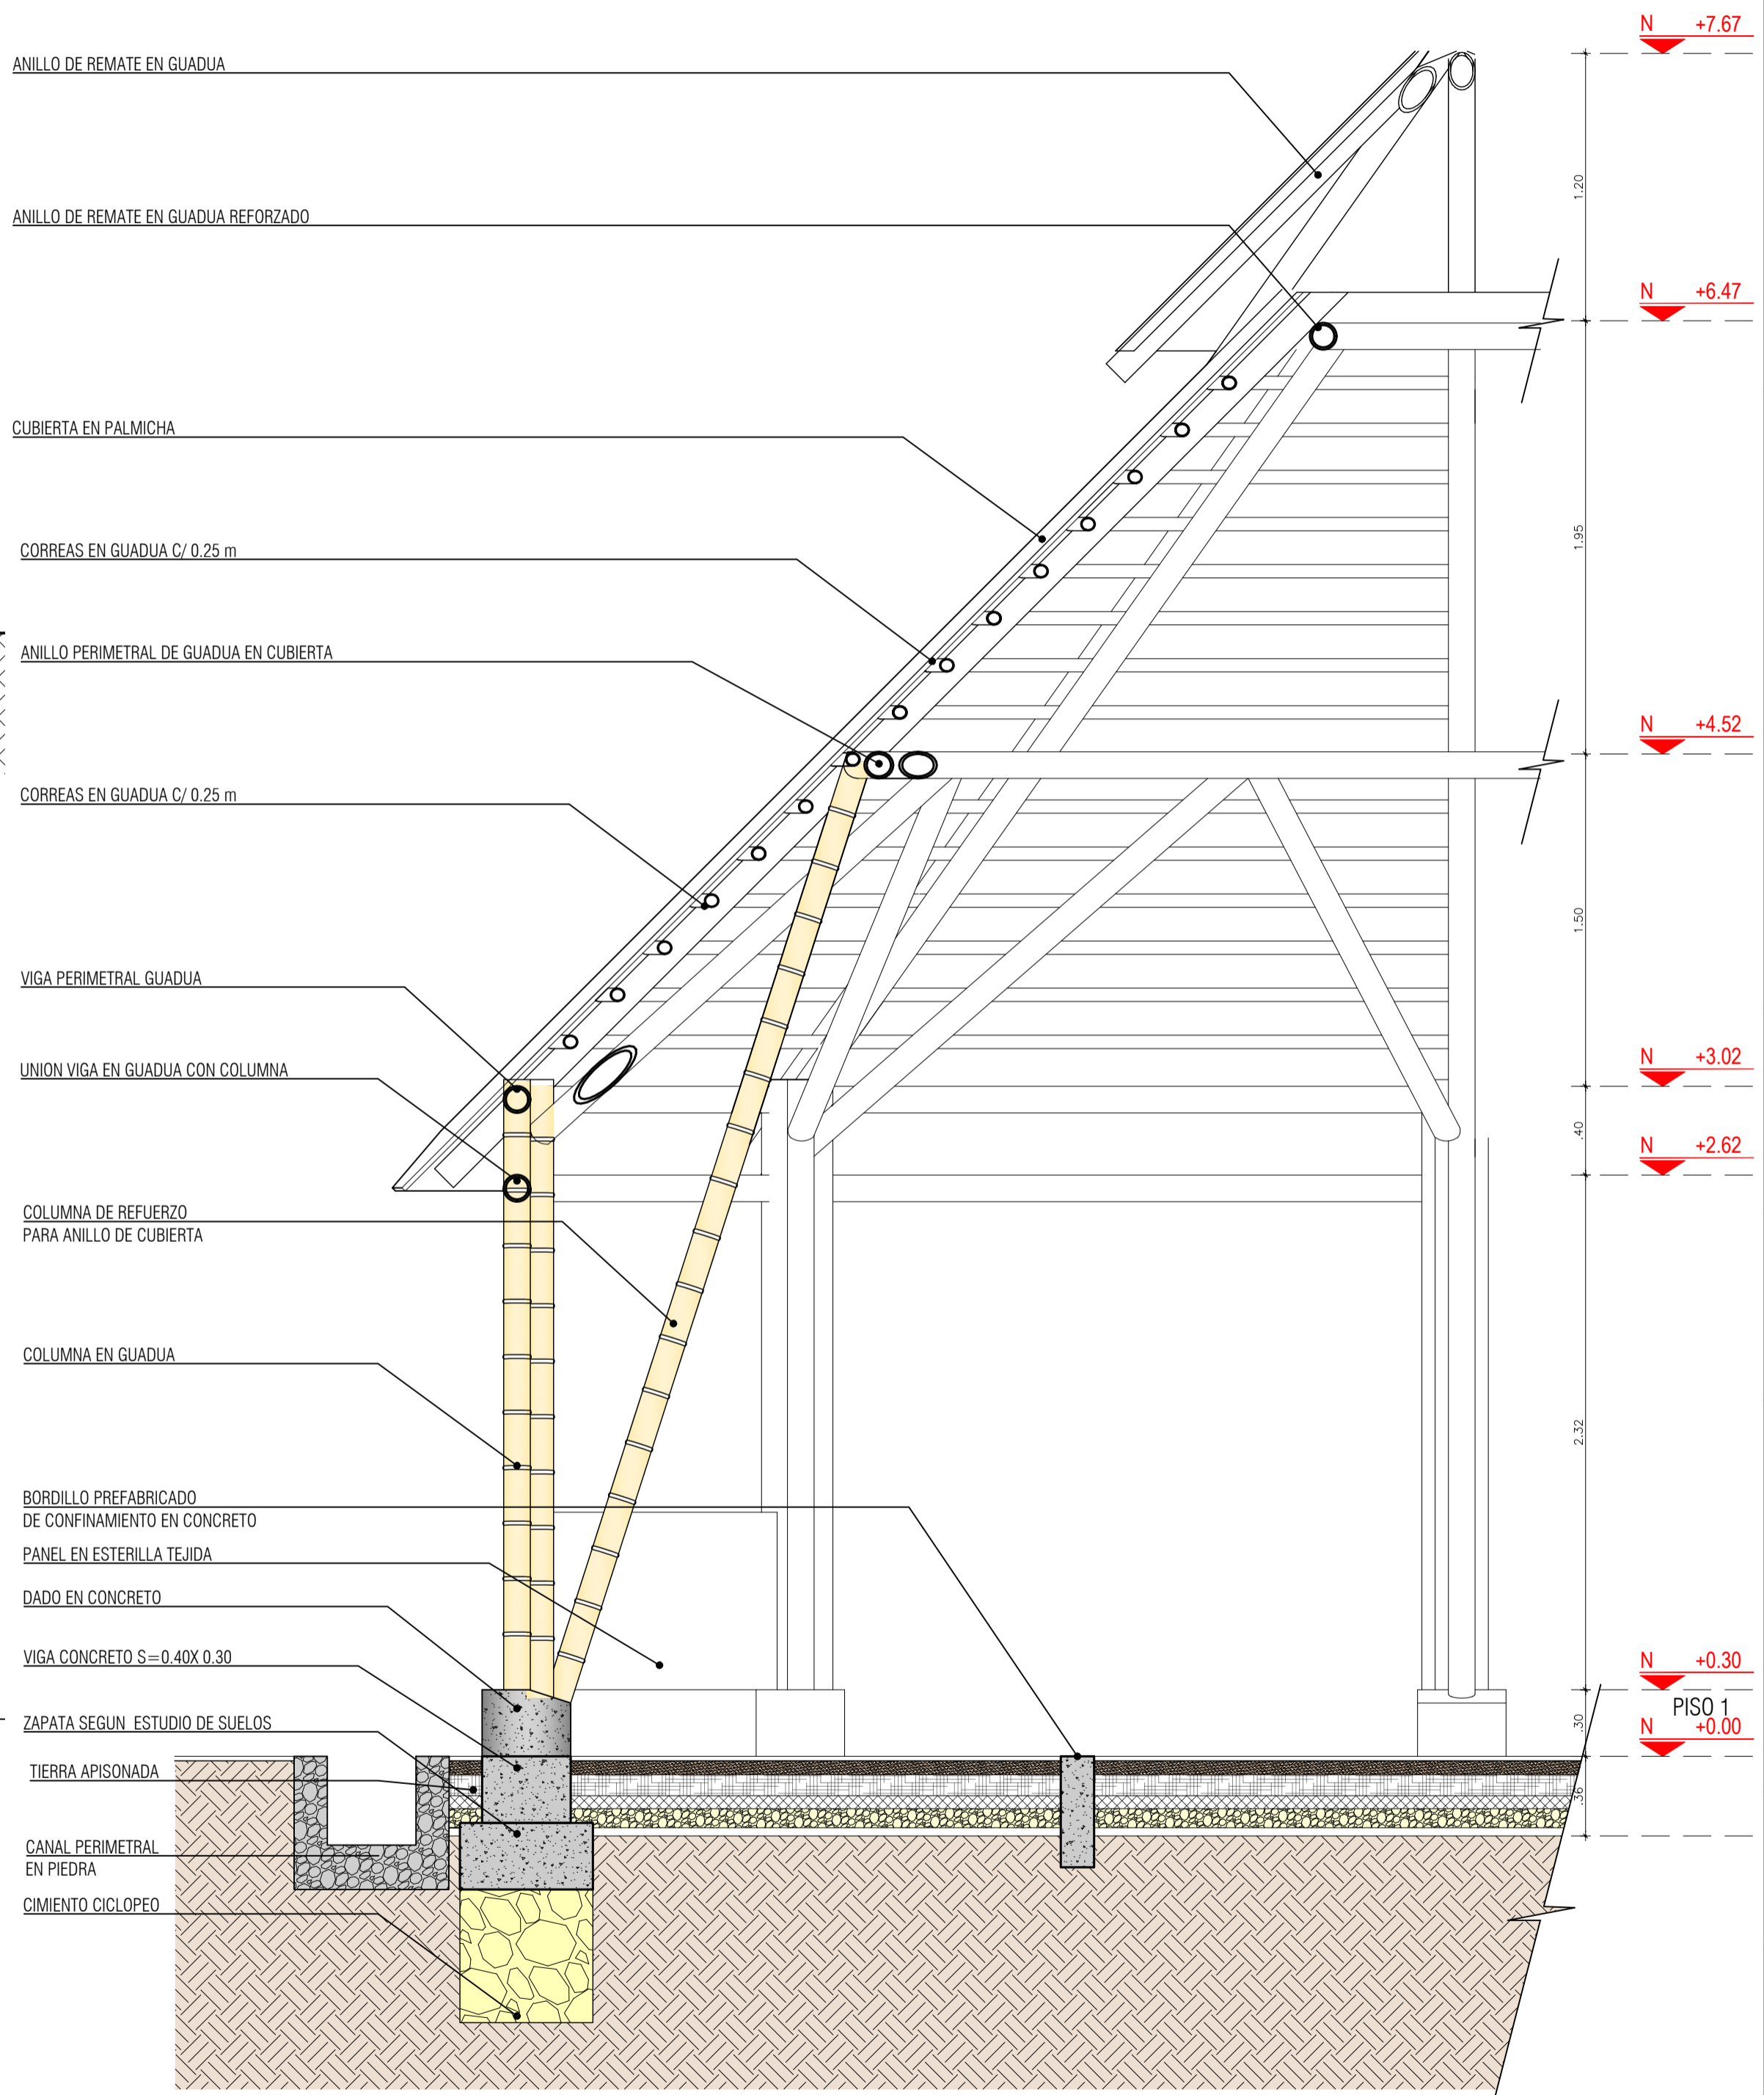 ANILLO DE REMATE EN GUADUA
ANILLO DE REMATE EN GUADUA REFORZADO
CUBIERTA EN PALMICHA
CORREAS EN GUADUA C/ 0.25 m
ANILLO PERIMETRAL DE GUADUA EN CUBIERTA
CORREAS EN GUADUA C/ 0.25 m
VIGA PERIMETRAL GUADUA
UNION VIGA EN GUADUA CON COLUMNA
COLUMNA DE REFUERZO
PARA ANILLO DE CUBIERTA
COLUMNA EN GUADUA
BORDILLO PREFABRICADO
DE CONFINAMIENTO EN CONCRETO
PANEL EN ESTERILLA TEJIDA
DADO EN CONCRETO
VIGA CONCRETO S=0.40X 0.30
ZAPATA SEGUN ESTUDIO DE SUELOS
TIERRA APISONADA
CANAL PERIMETRAL
EN PIEDRA
CIMIENTO CICLOPEO
1.20
1.95
1.50
.40
2.32
.30
.36
N +7.67
N +6.47
N +4.52
N +3.02
N +2.62
N +0.30
PISO 1
N +0.00